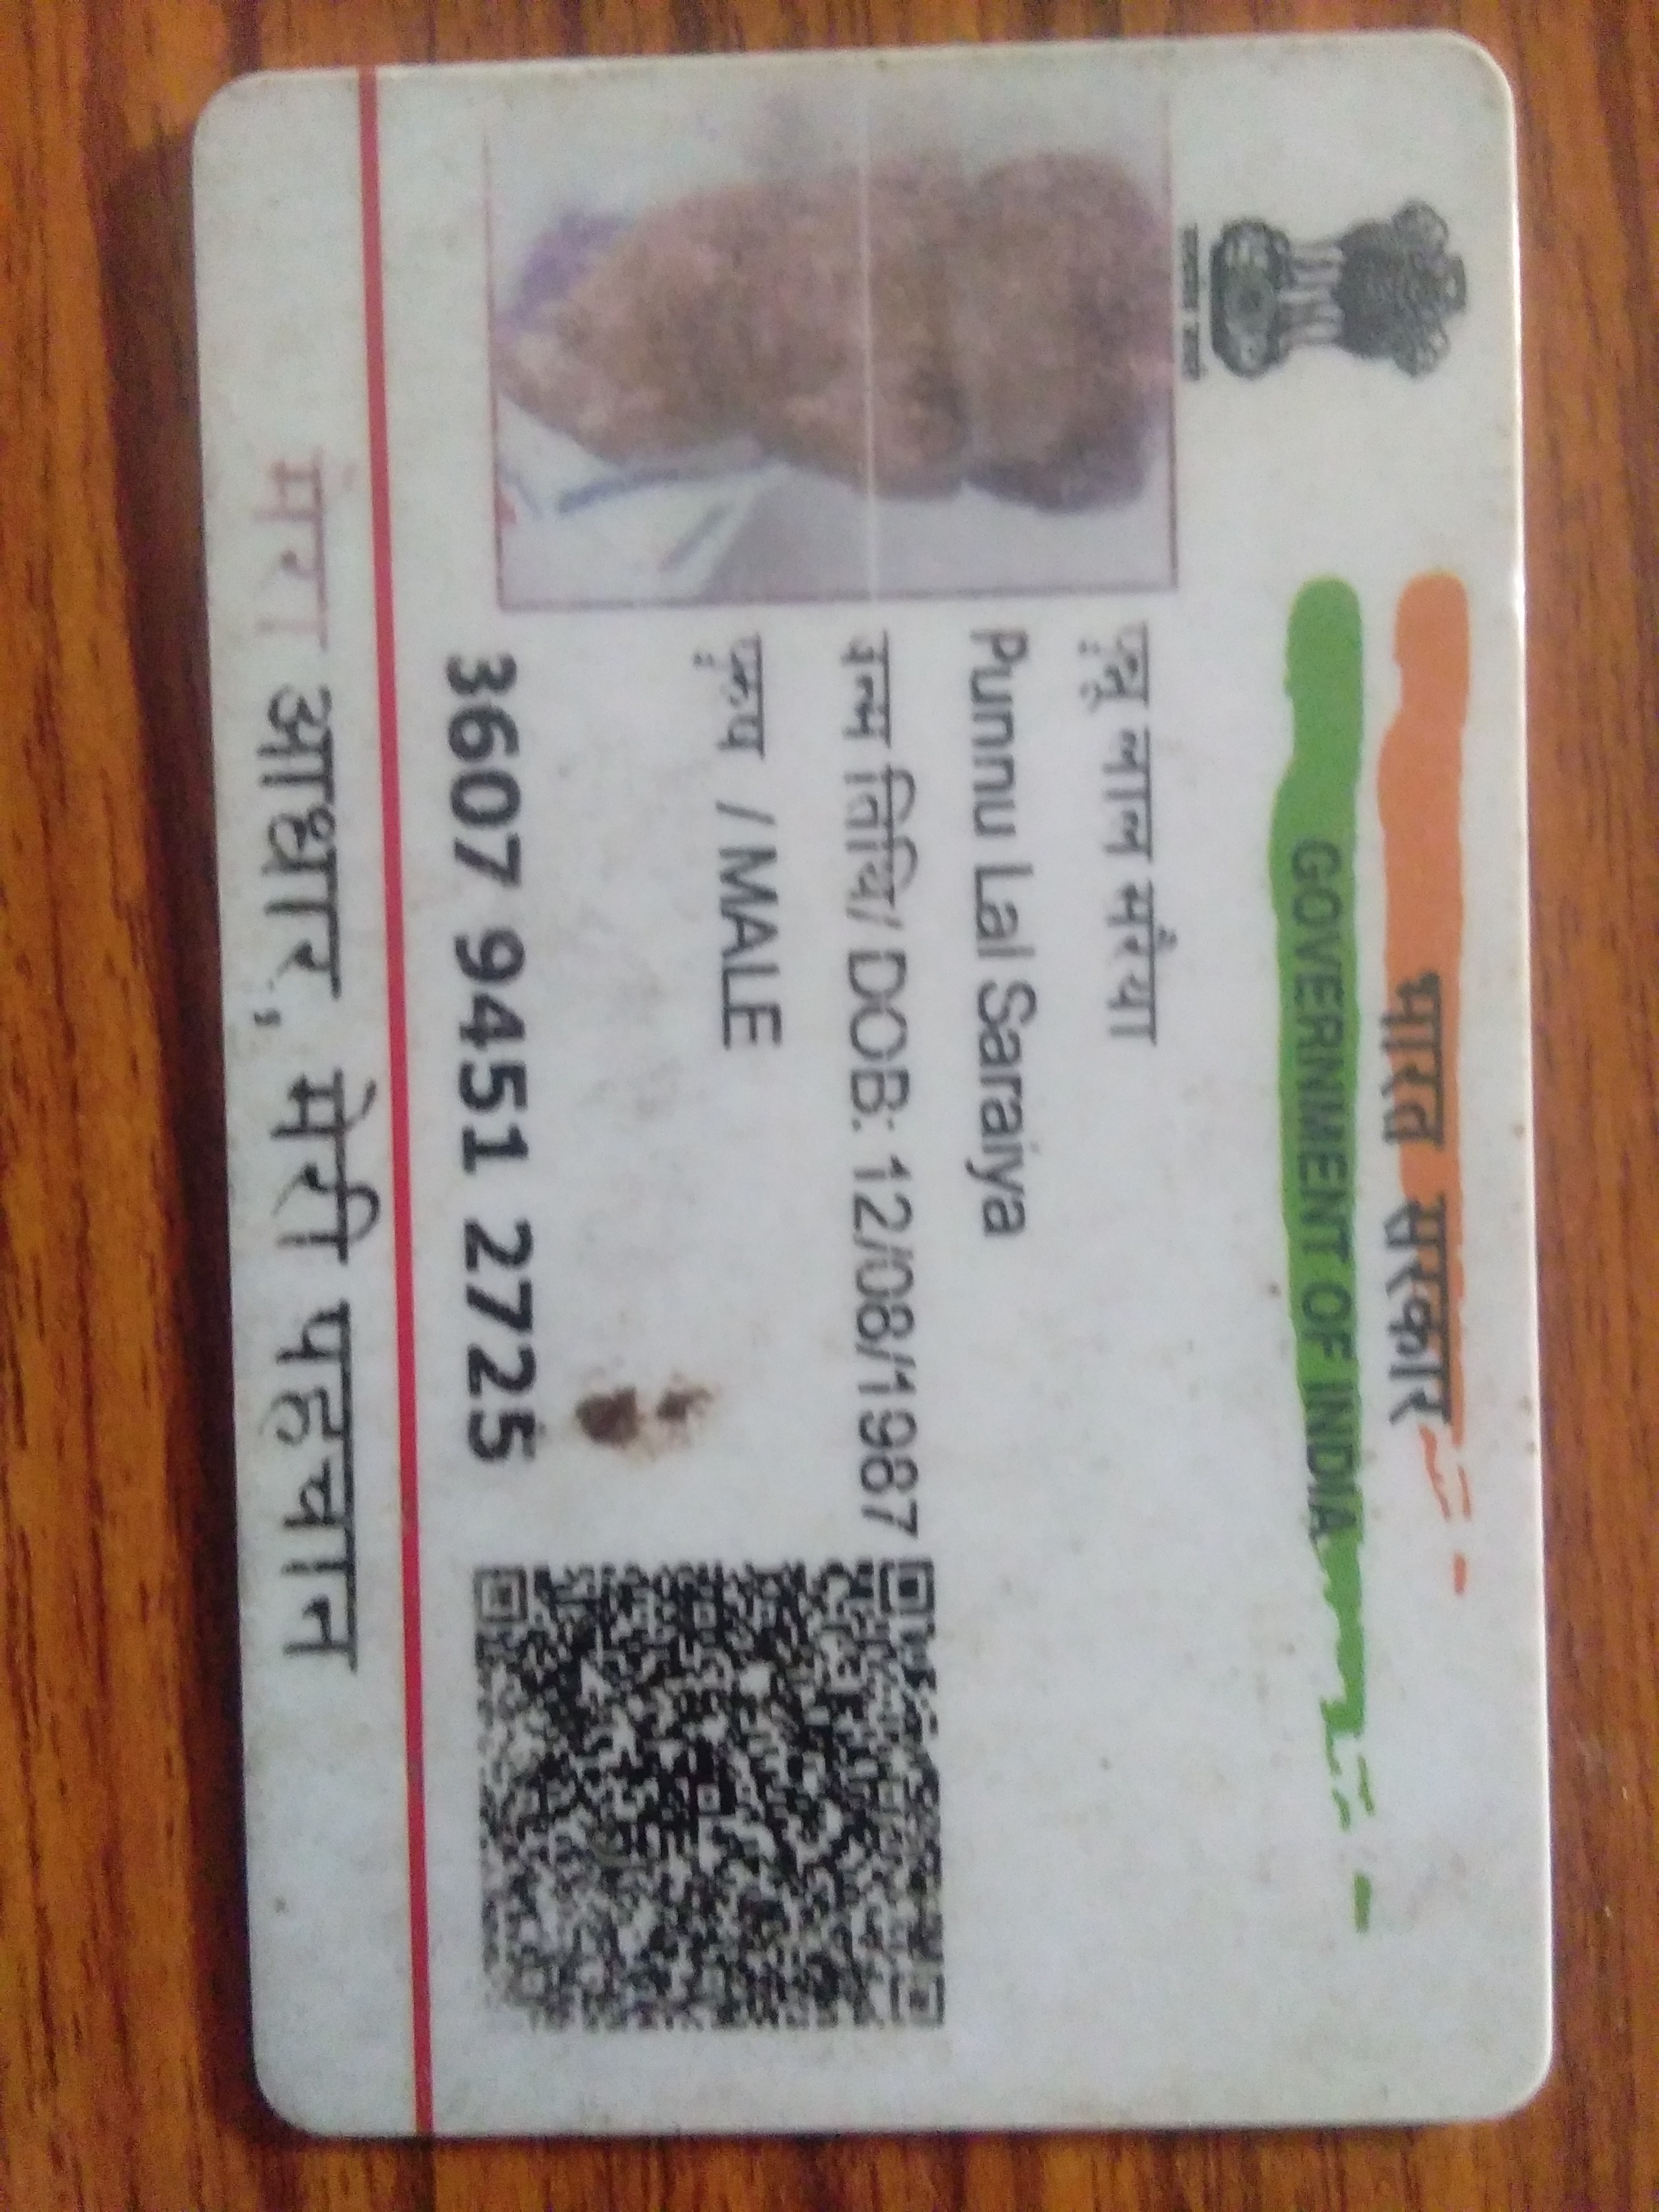 भारत सरकार
GOVERNMENT OF INDIA
पुन्नू लाल सरैया
Punnu Lal Saraiya
जन्म तिथि/ DOB: 12/08/1987
पुरुष / MALE
3607 9451 2725
मेरा आधार, मेरी पहचान